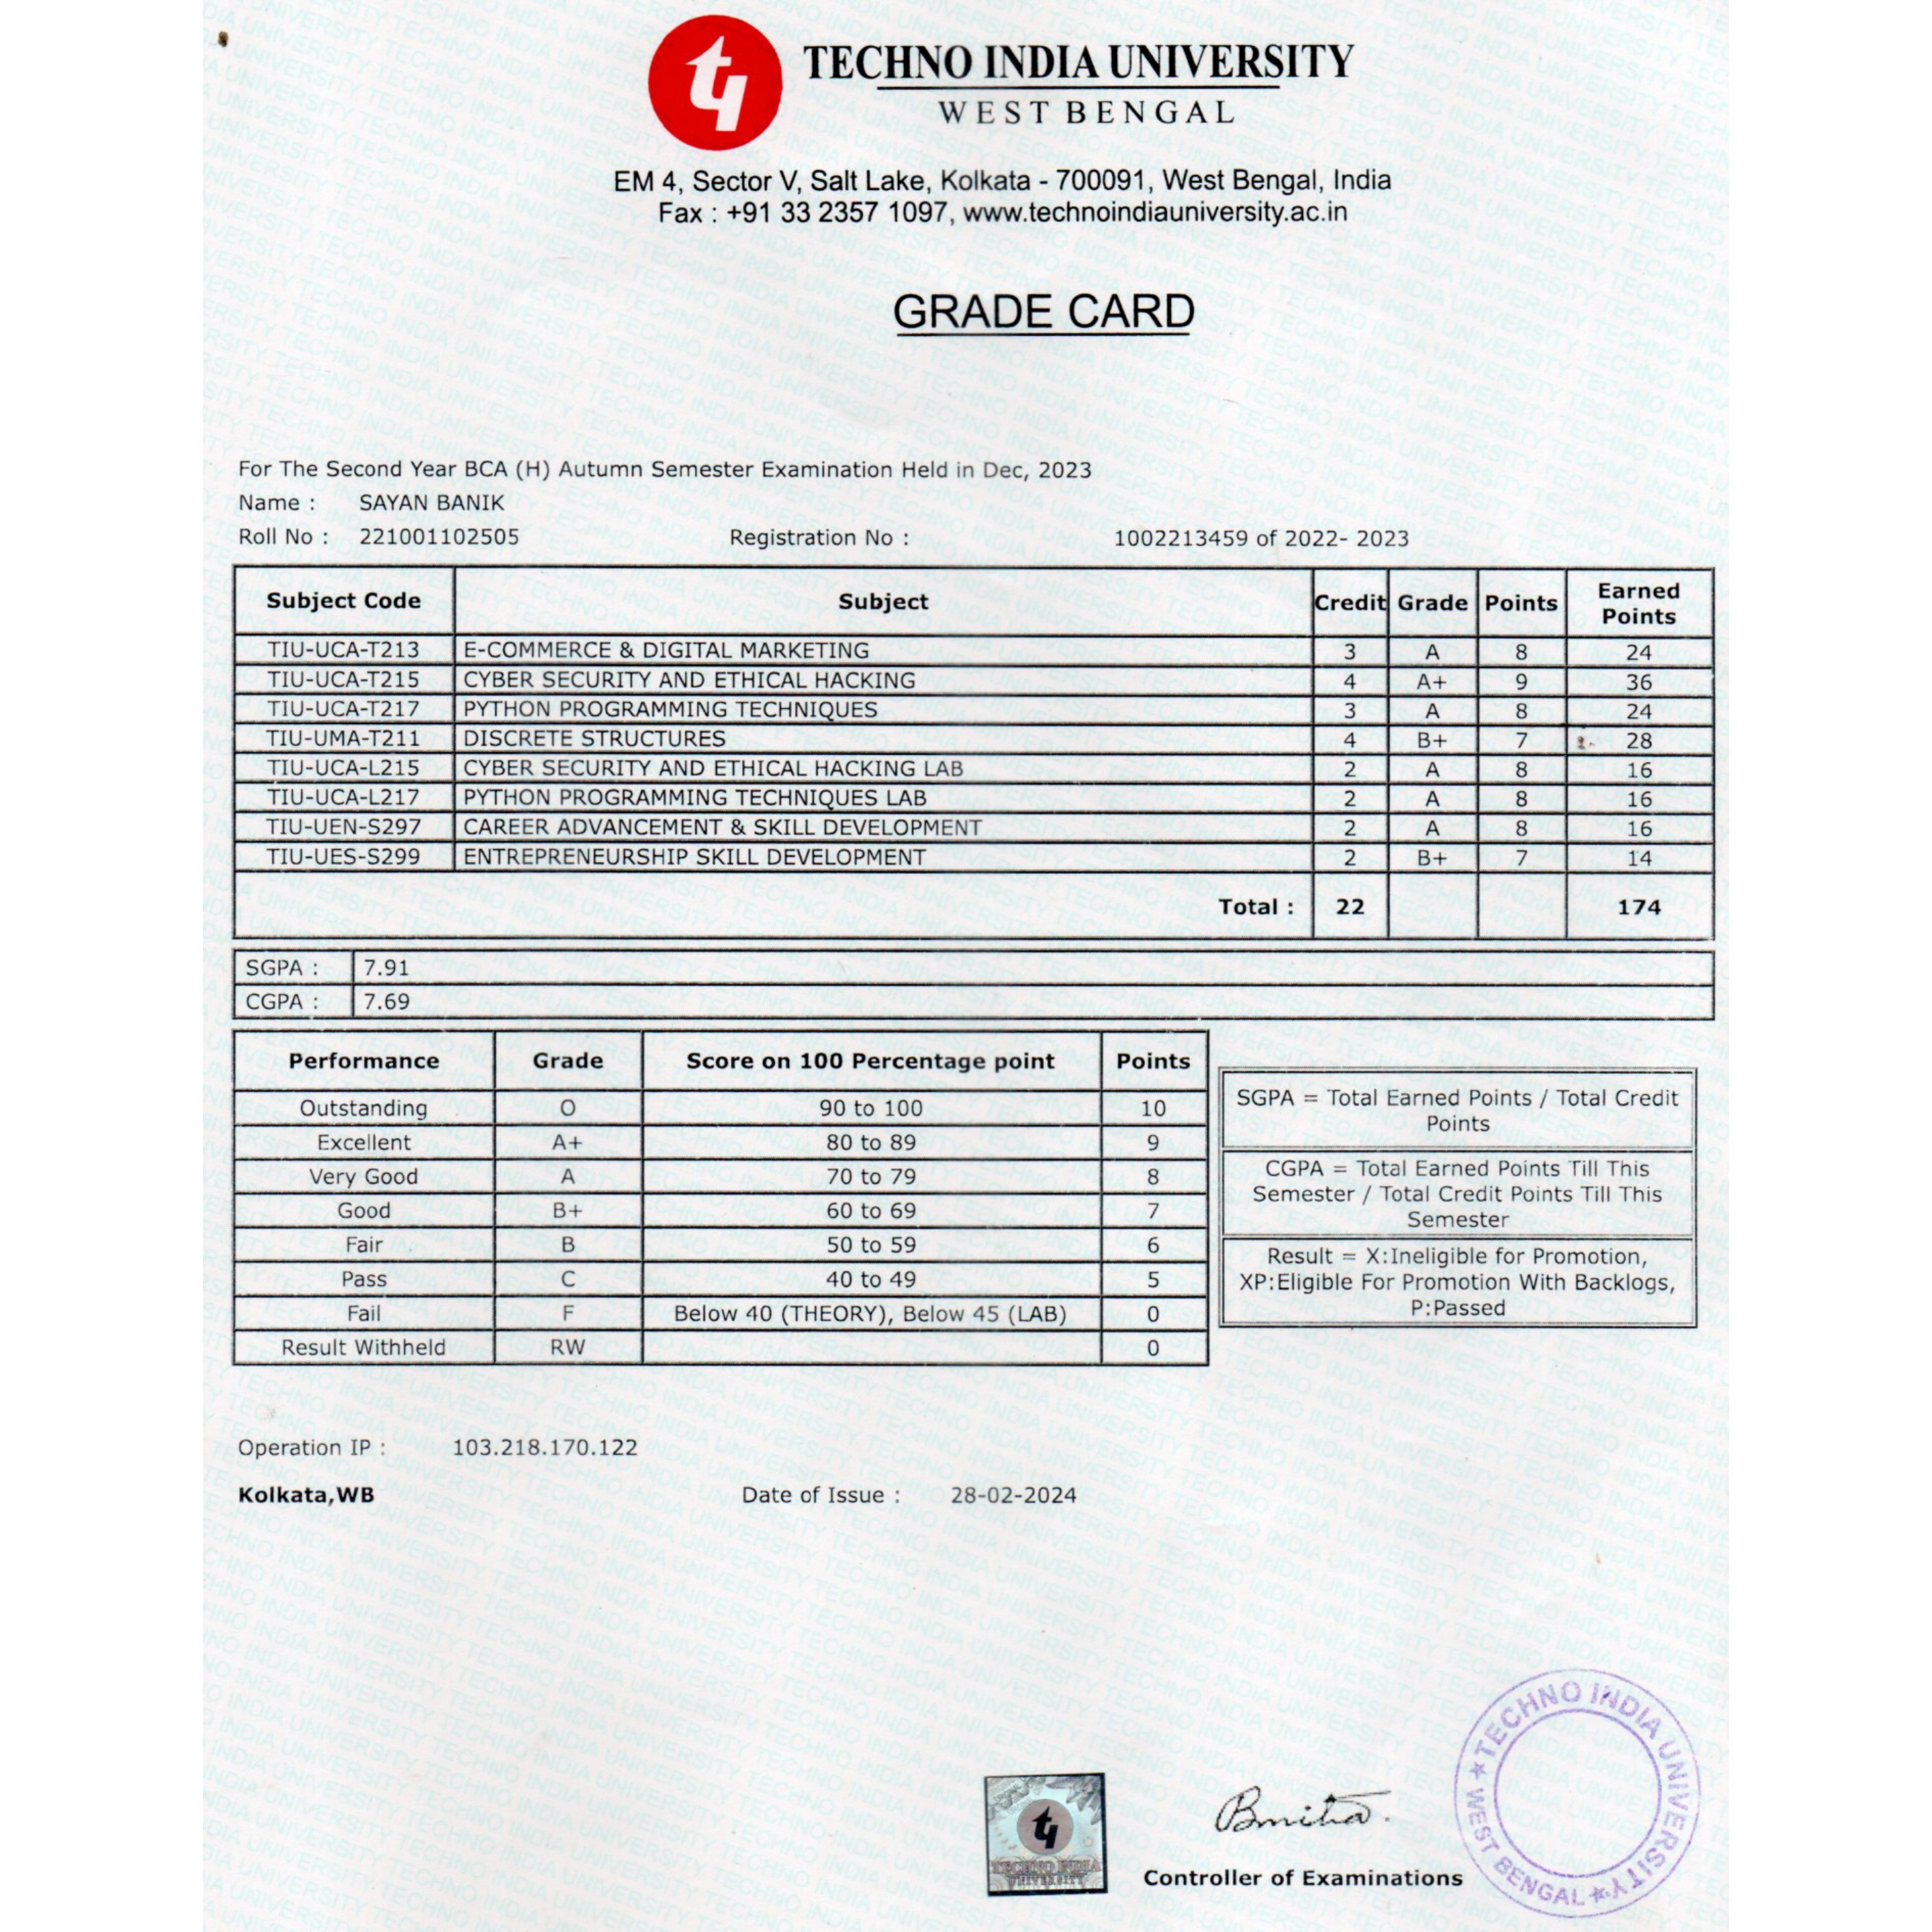 TECHNO INDIA UNIVERSITY
WEST BENGAL
EM 4, Sector V, Salt Lake, Kolkata - 700091, West Bengal, India
Fax : +91 33 2357 1097, www.technoindiauniversity.ac.in
GRADE CARD
For The Second Year BCA (H) Autumn Semester Examination Held in Dec, 2023
Name : SAYAN BANIK
Roll No : 221001102505 Registration No : 1002213459 of 2022- 2023
Subject Code Subject Credit Grade Points Earned Points
TIU-UCA-T213 E-COMMERCE & DIGITAL MARKETING 3 A 8 24
TIU-UCA-T215 CYBER SECURITY AND ETHICAL HACKING 4 A+ 9 36
TIU-UCA-T217 PYTHON PROGRAMMING TECHNIQUES 3 A 8 24
TIU-UMA-T211 DISCRETE STRUCTURES 4 B+ 7 28
TIU-UCA-L215 CYBER SECURITY AND ETHICAL HACKING LAB 2 A 8 16
TIU-UCA-L217 PYTHON PROGRAMMING TECHNIQUES LAB 2 A 8 16
TIU-UEN-S297 CAREER ADVANCEMENT & SKILL DEVELOPMENT 2 A 8 16
TIU-UES-S299 ENTREPRENEURSHIP SKILL DEVELOPMENT 2 B+ 7 14
Total : 22 174
SGPA : 7.91
CGPA : 7.69
Performance Grade Score on 100 Percentage point Points
Outstanding O 90 to 100 10
Excellent A+ 80 to 89 9
Very Good A 70 to 79 8
Good B+ 60 to 69 7
Fair B 50 to 59 6
Pass C 40 to 49 5
Fail F Below 40 (THEORY), Below 45 (LAB) 0
Result Withheld RW 0
SGPA = Total Earned Points / Total Credit
Points
CGPA = Total Earned Points Till This
Semester / Total Credit Points Till This
Semester
Result = X:Ineligible for Promotion,
XP:Eligible For Promotion With Backlogs,
P:Passed
Operation IP : 103.218.170.122
Kolkata,WB Date of Issue : 28-02-2024
TECHNO INDIA
UNIVERSITY
Controller of Examinations
TECHNO INDIA UNIVERSITY
WEST BENGAL